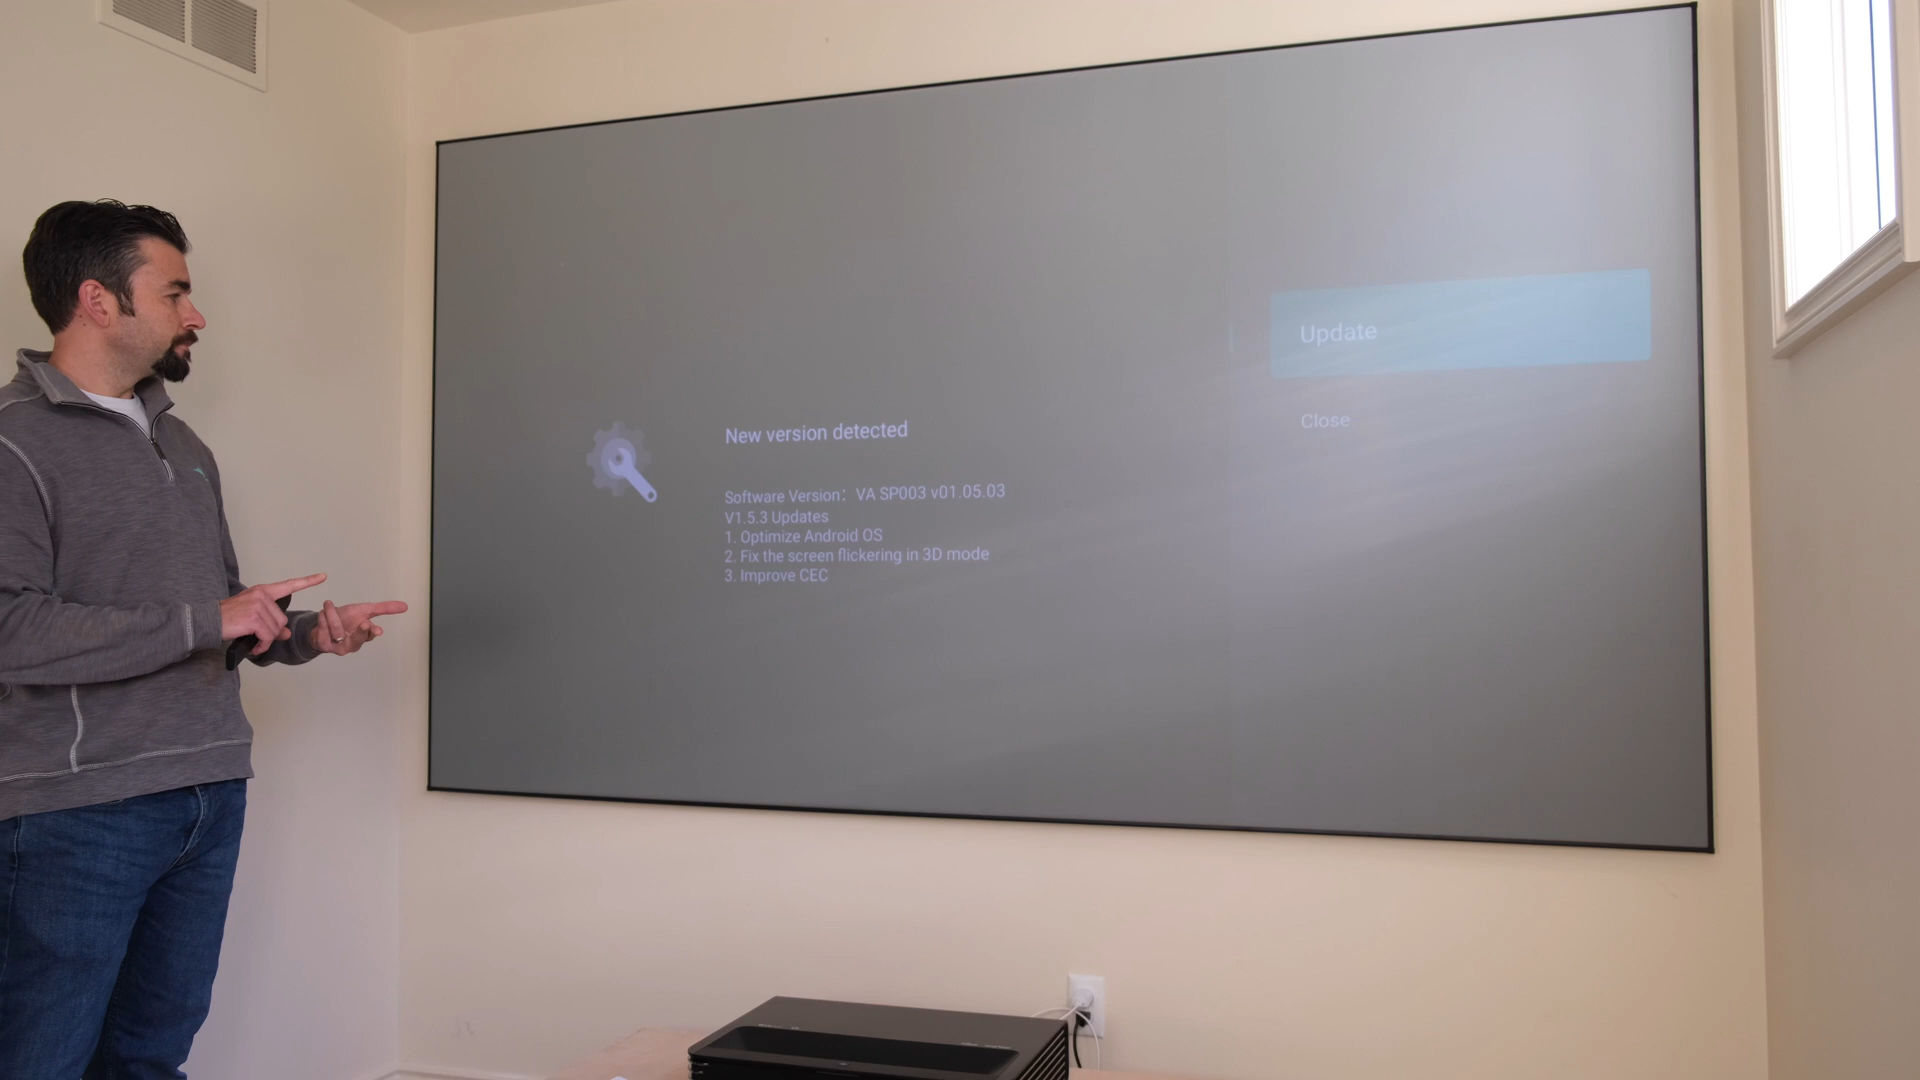 New version detected
Software Version: VA SP003 v01.05.03
V1.5.3 Updates
1. Optimize Android OS
2. Fix the screen flickering in 3D mode
3. Improve CEC
Update
Close